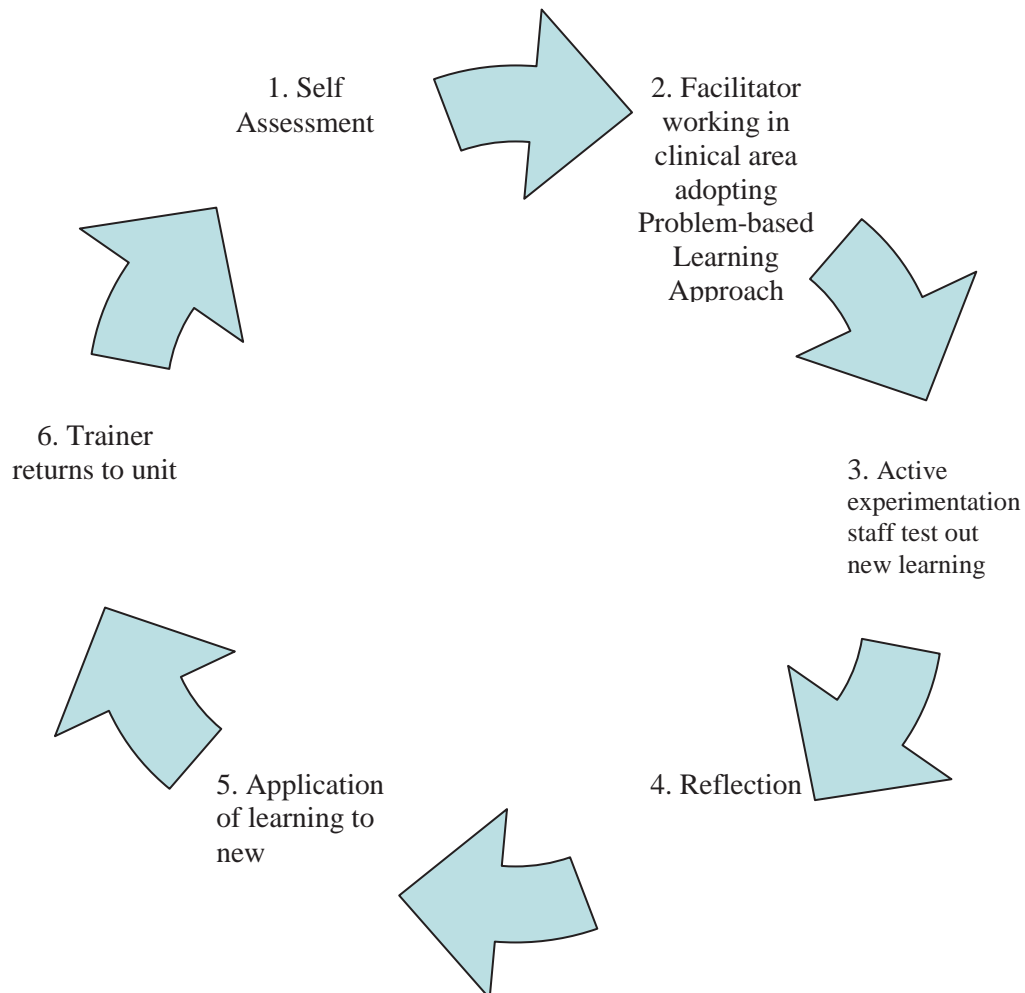 1. Self
Assessment
2. Facilitator
working in
clinical area
adopting
Problem-based
Learning
Approach
3. Active
experimentation
staff test out
new learning
4. Reflection
5. Application
of learning to
new
6. Trainer
returns to unit